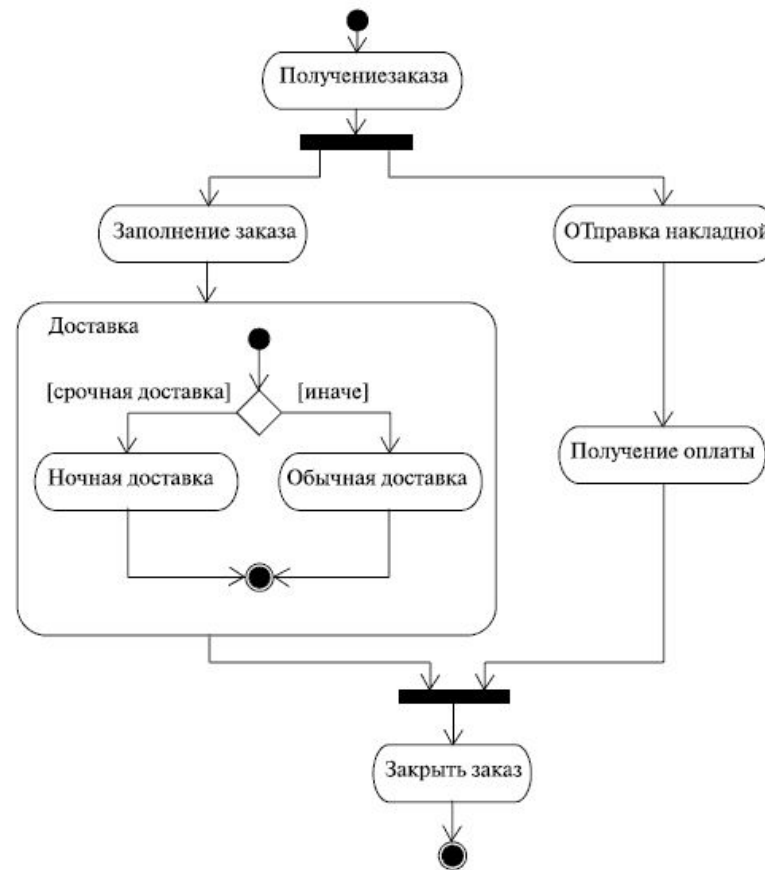 Получениезаказа
Заполнение заказа
ОТправка накладной
Доставка
[срочная доставка]
[иначе]
Ночная доставка
Обычная доставка
Получение оплаты
Закрыть заказ